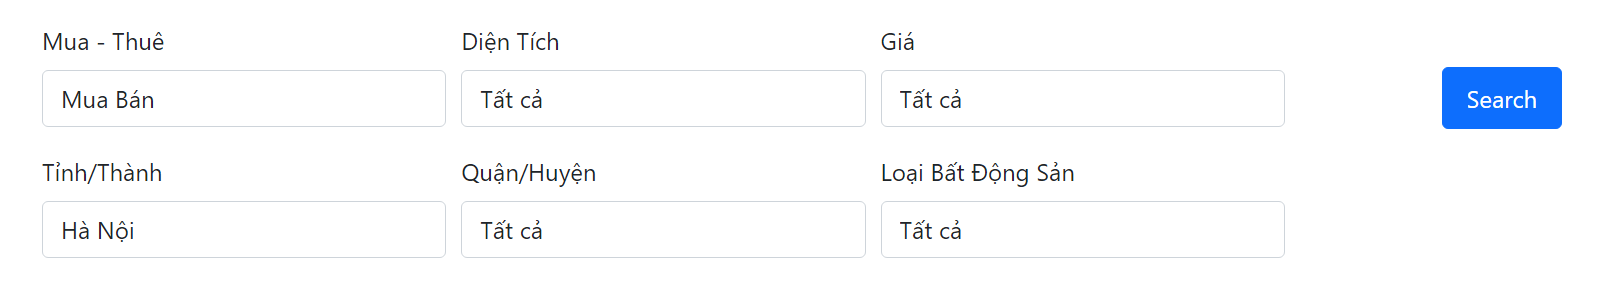 Mua - Thuê
Diện Tích
Giá
Mua Bán
Tất cả
Tất cả
Search
Tỉnh/Thành
Quận/Huyện
Loại Bất Động Sản
Hà Nội
Tất cả
Tất cả